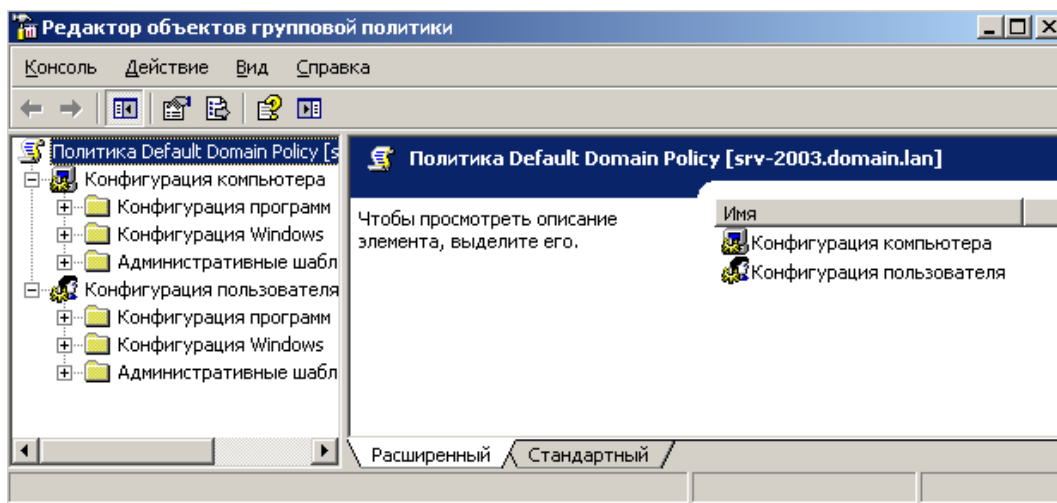 Редактор объектов групповой политики
Консоль Действие Вид Справка
Политика Default Domain Policy [s
Конфигурация компьютера
Конфигурация программ
Конфигурация Windows
Административные шабл
Конфигурация пользователя
Конфигурация программ
Конфигурация Windows
Административные шабл
Политика Default Domain Policy [srv-2003.domain.lan]
Чтобы просмотреть описание
элемента, выделите его.
Имя
Конфигурация компьютера
Конфигурация пользователя
Расширенный Стандартный